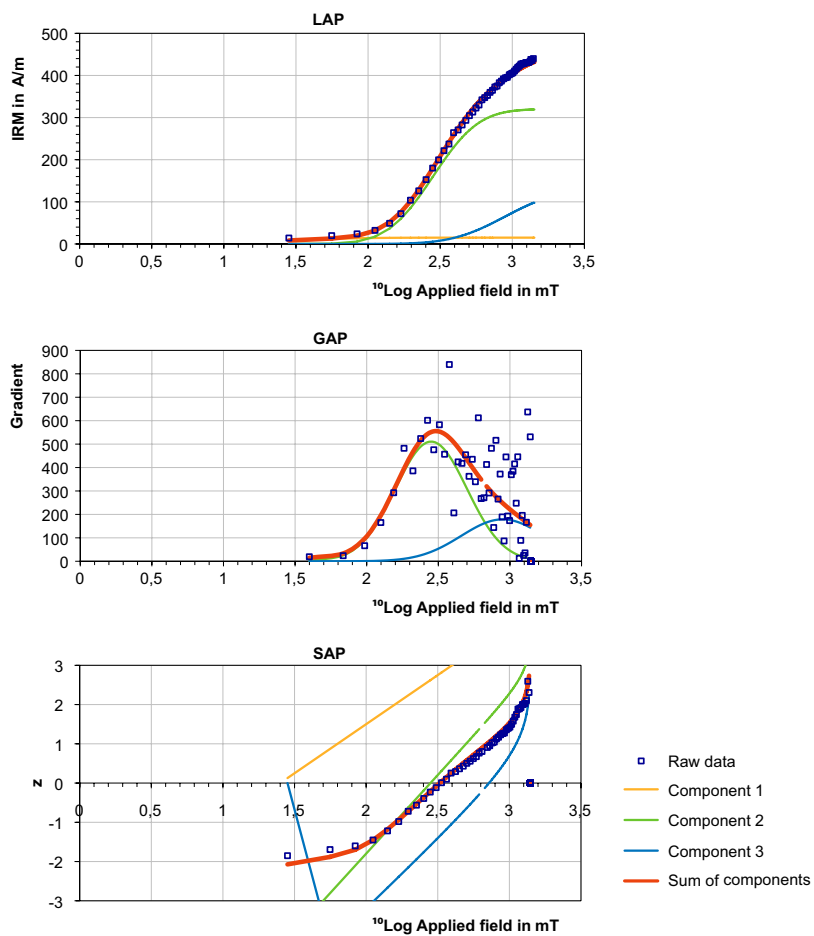 LAP
500
400
300
200
100
0
IRM in A/m
0 0,5 1 1,5 2 2,5 3 3,5
¹⁰Log Applied field in mT
GAP
900
800
700
600
500
400
300
200
100
0
Gradient
0 0,5 1 1,5 2 2,5 3 3,5
¹⁰Log Applied field in mT
SAP
3
2
1
0
-1
-2
-3
z
0 0,5 1 1,5 2 2,5 3 3,5
¹⁰Log Applied field in mT
Raw data
Component 1
Component 2
Component 3
Sum of components